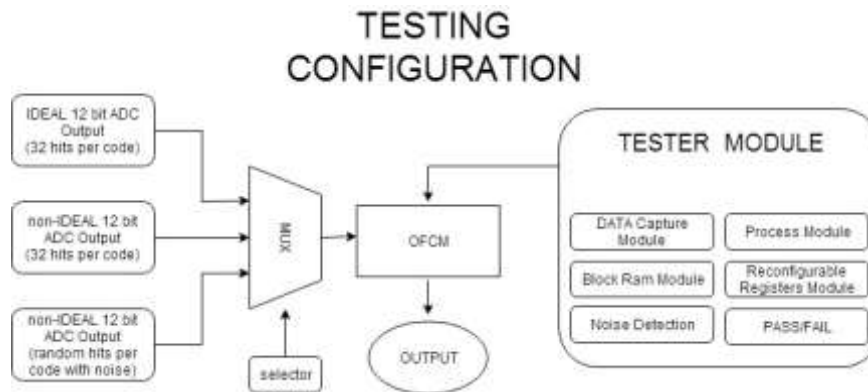 TESTING
CONFIGURATION
IDEAL 12 bit ADC
Output
(32 hits per code)
non-IDEAL 12 bit
ADC Output
(32 hits per code)
non-IDEAL 12 bit
ADC Output
(random hits per
code with noise)
MUX
selector
OFCM
OUTPUT
TESTER MODULE
DATA Capture
Module
Process Module
Block Ram Module
Reconfigurable
Registers Module
Noise Detection
PASS/FAIL